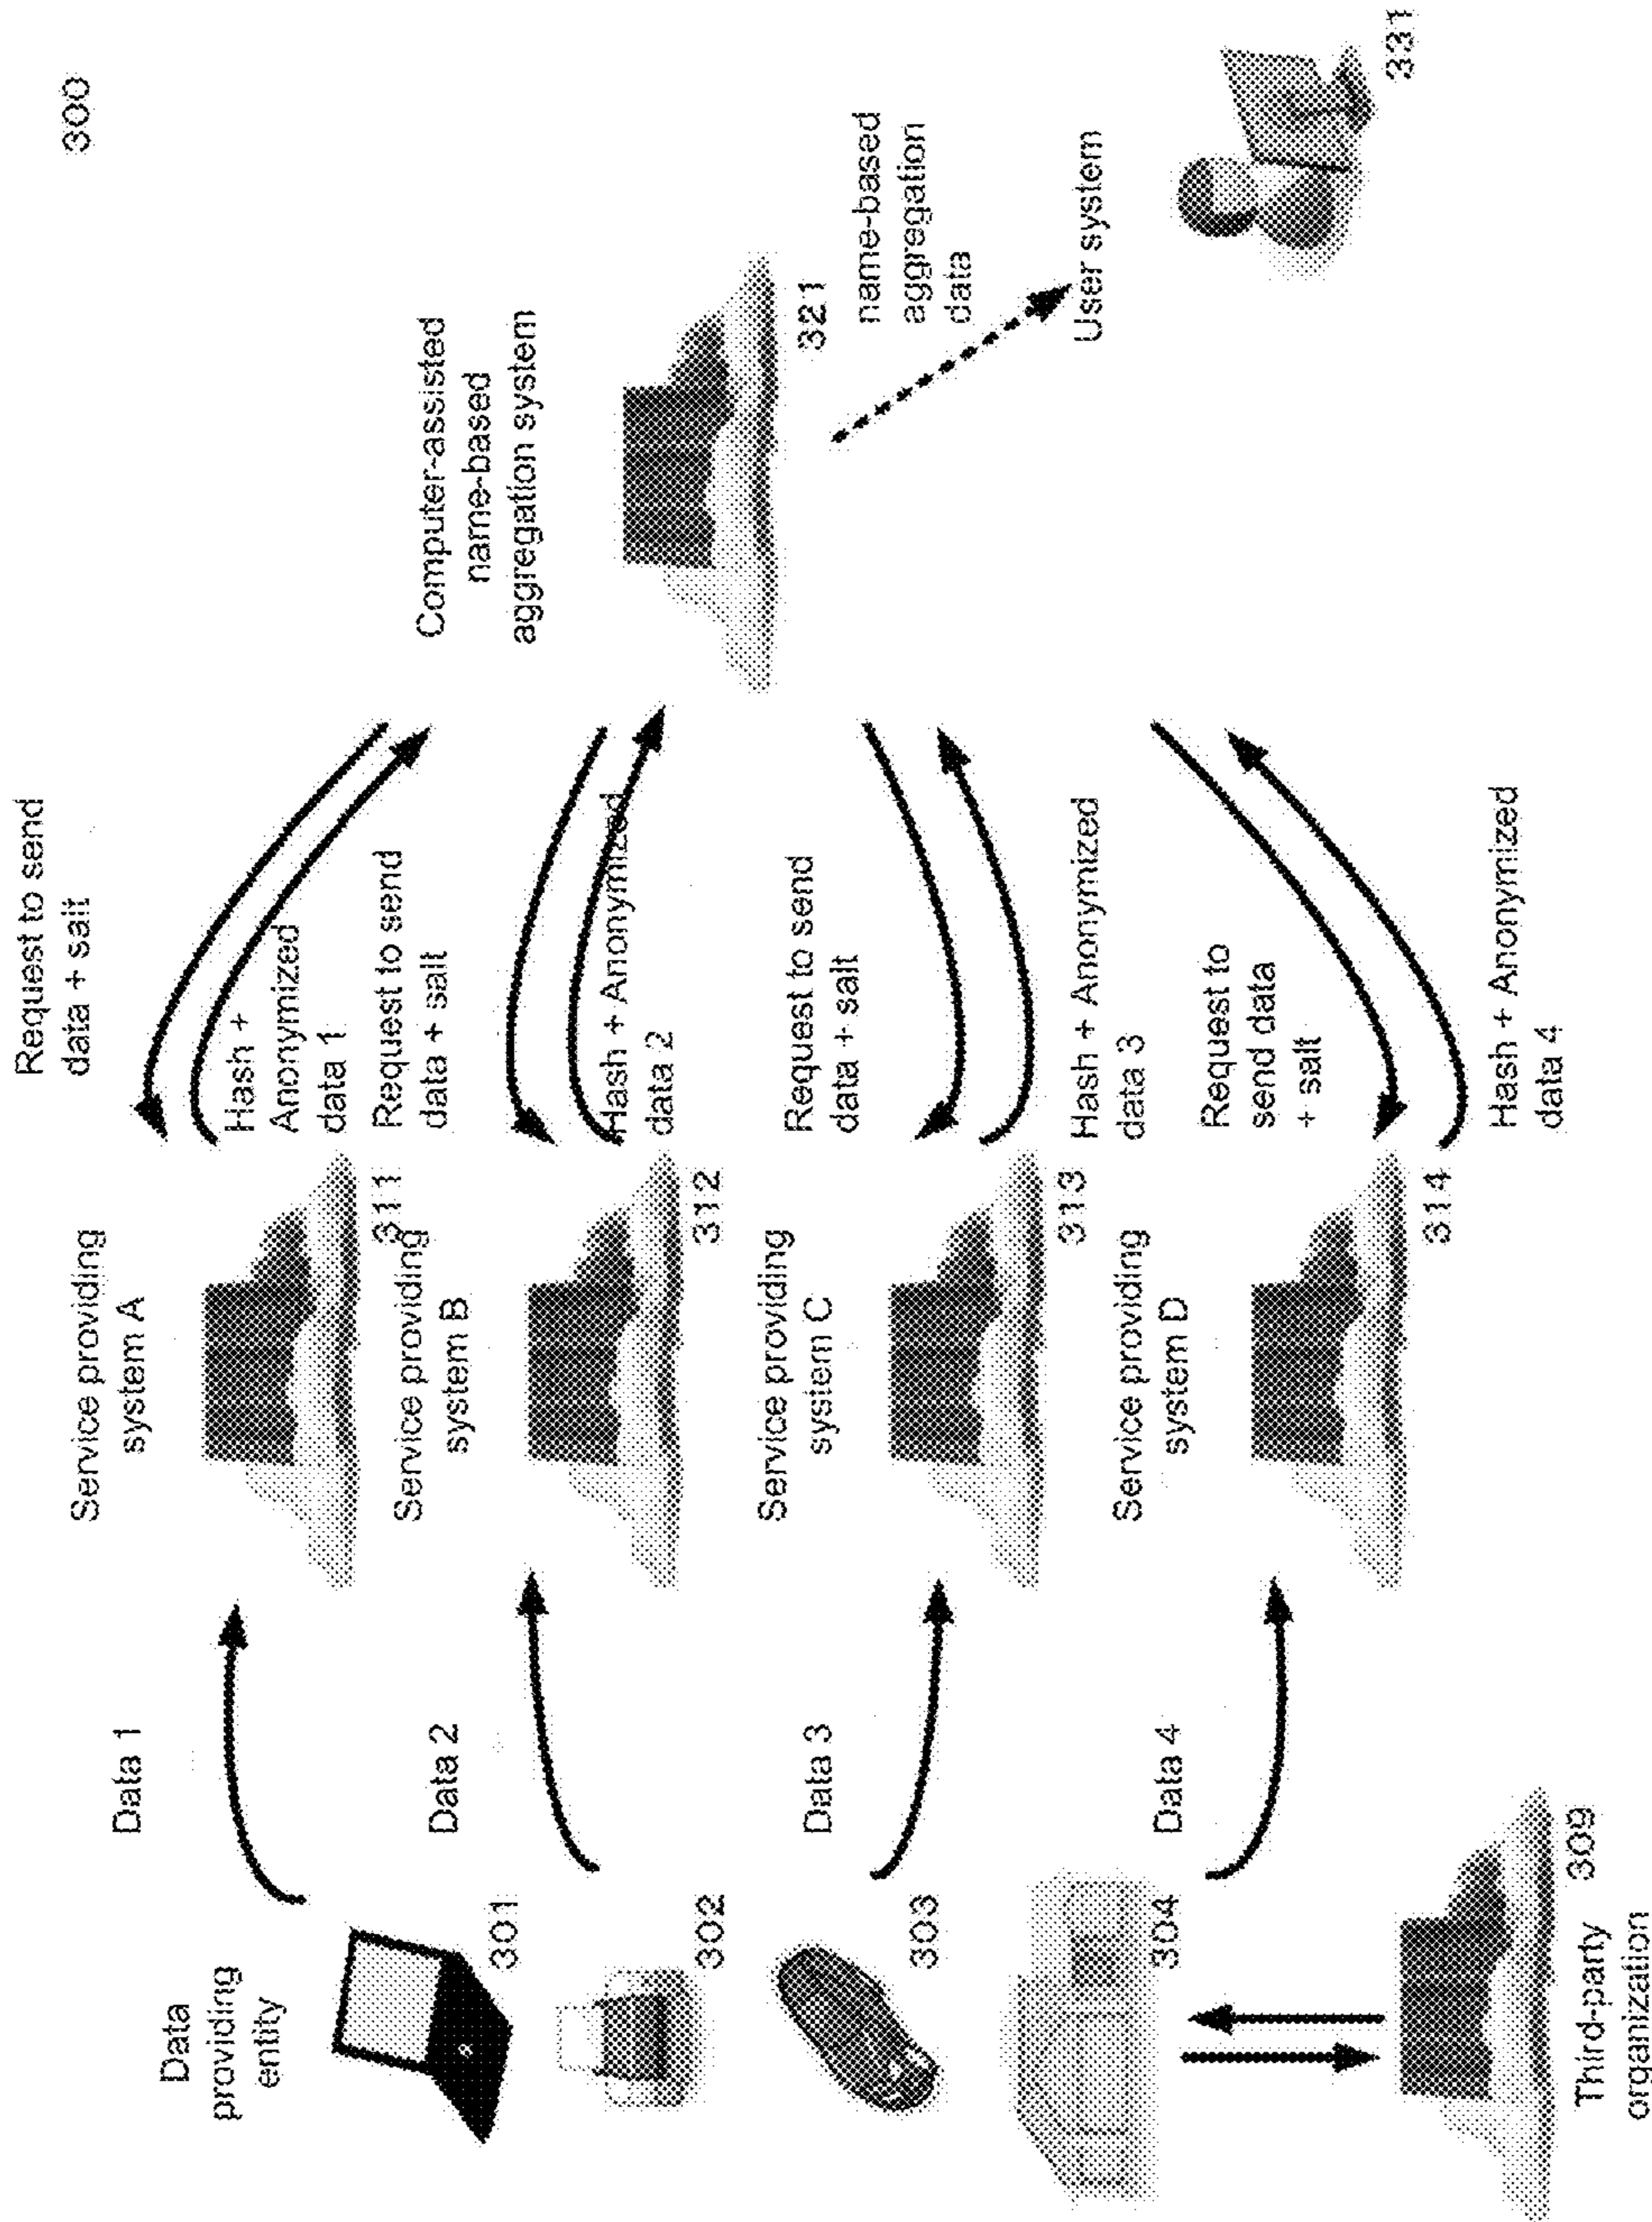 300
Data
providing
entity
301
302
303
304
Third-party
organization
309
Data 1
Data 2
Data 3
Data 4
Service providing
system A
311
Service providing
system B
312
Service providing
system C
313
Service providing
system D
314
Request to send
data + salt
Hash +
Anonymized
data 1
Request to send
data + salt
Hash + Anonymized
data 2
Request to send
data + salt
Hash + Anonymized
data 3
Request to
send data
+ salt
Hash + Anonymized
data 4
Computer-assisted
name-based
aggregation system
321
name-based
aggregation
data
User system
331